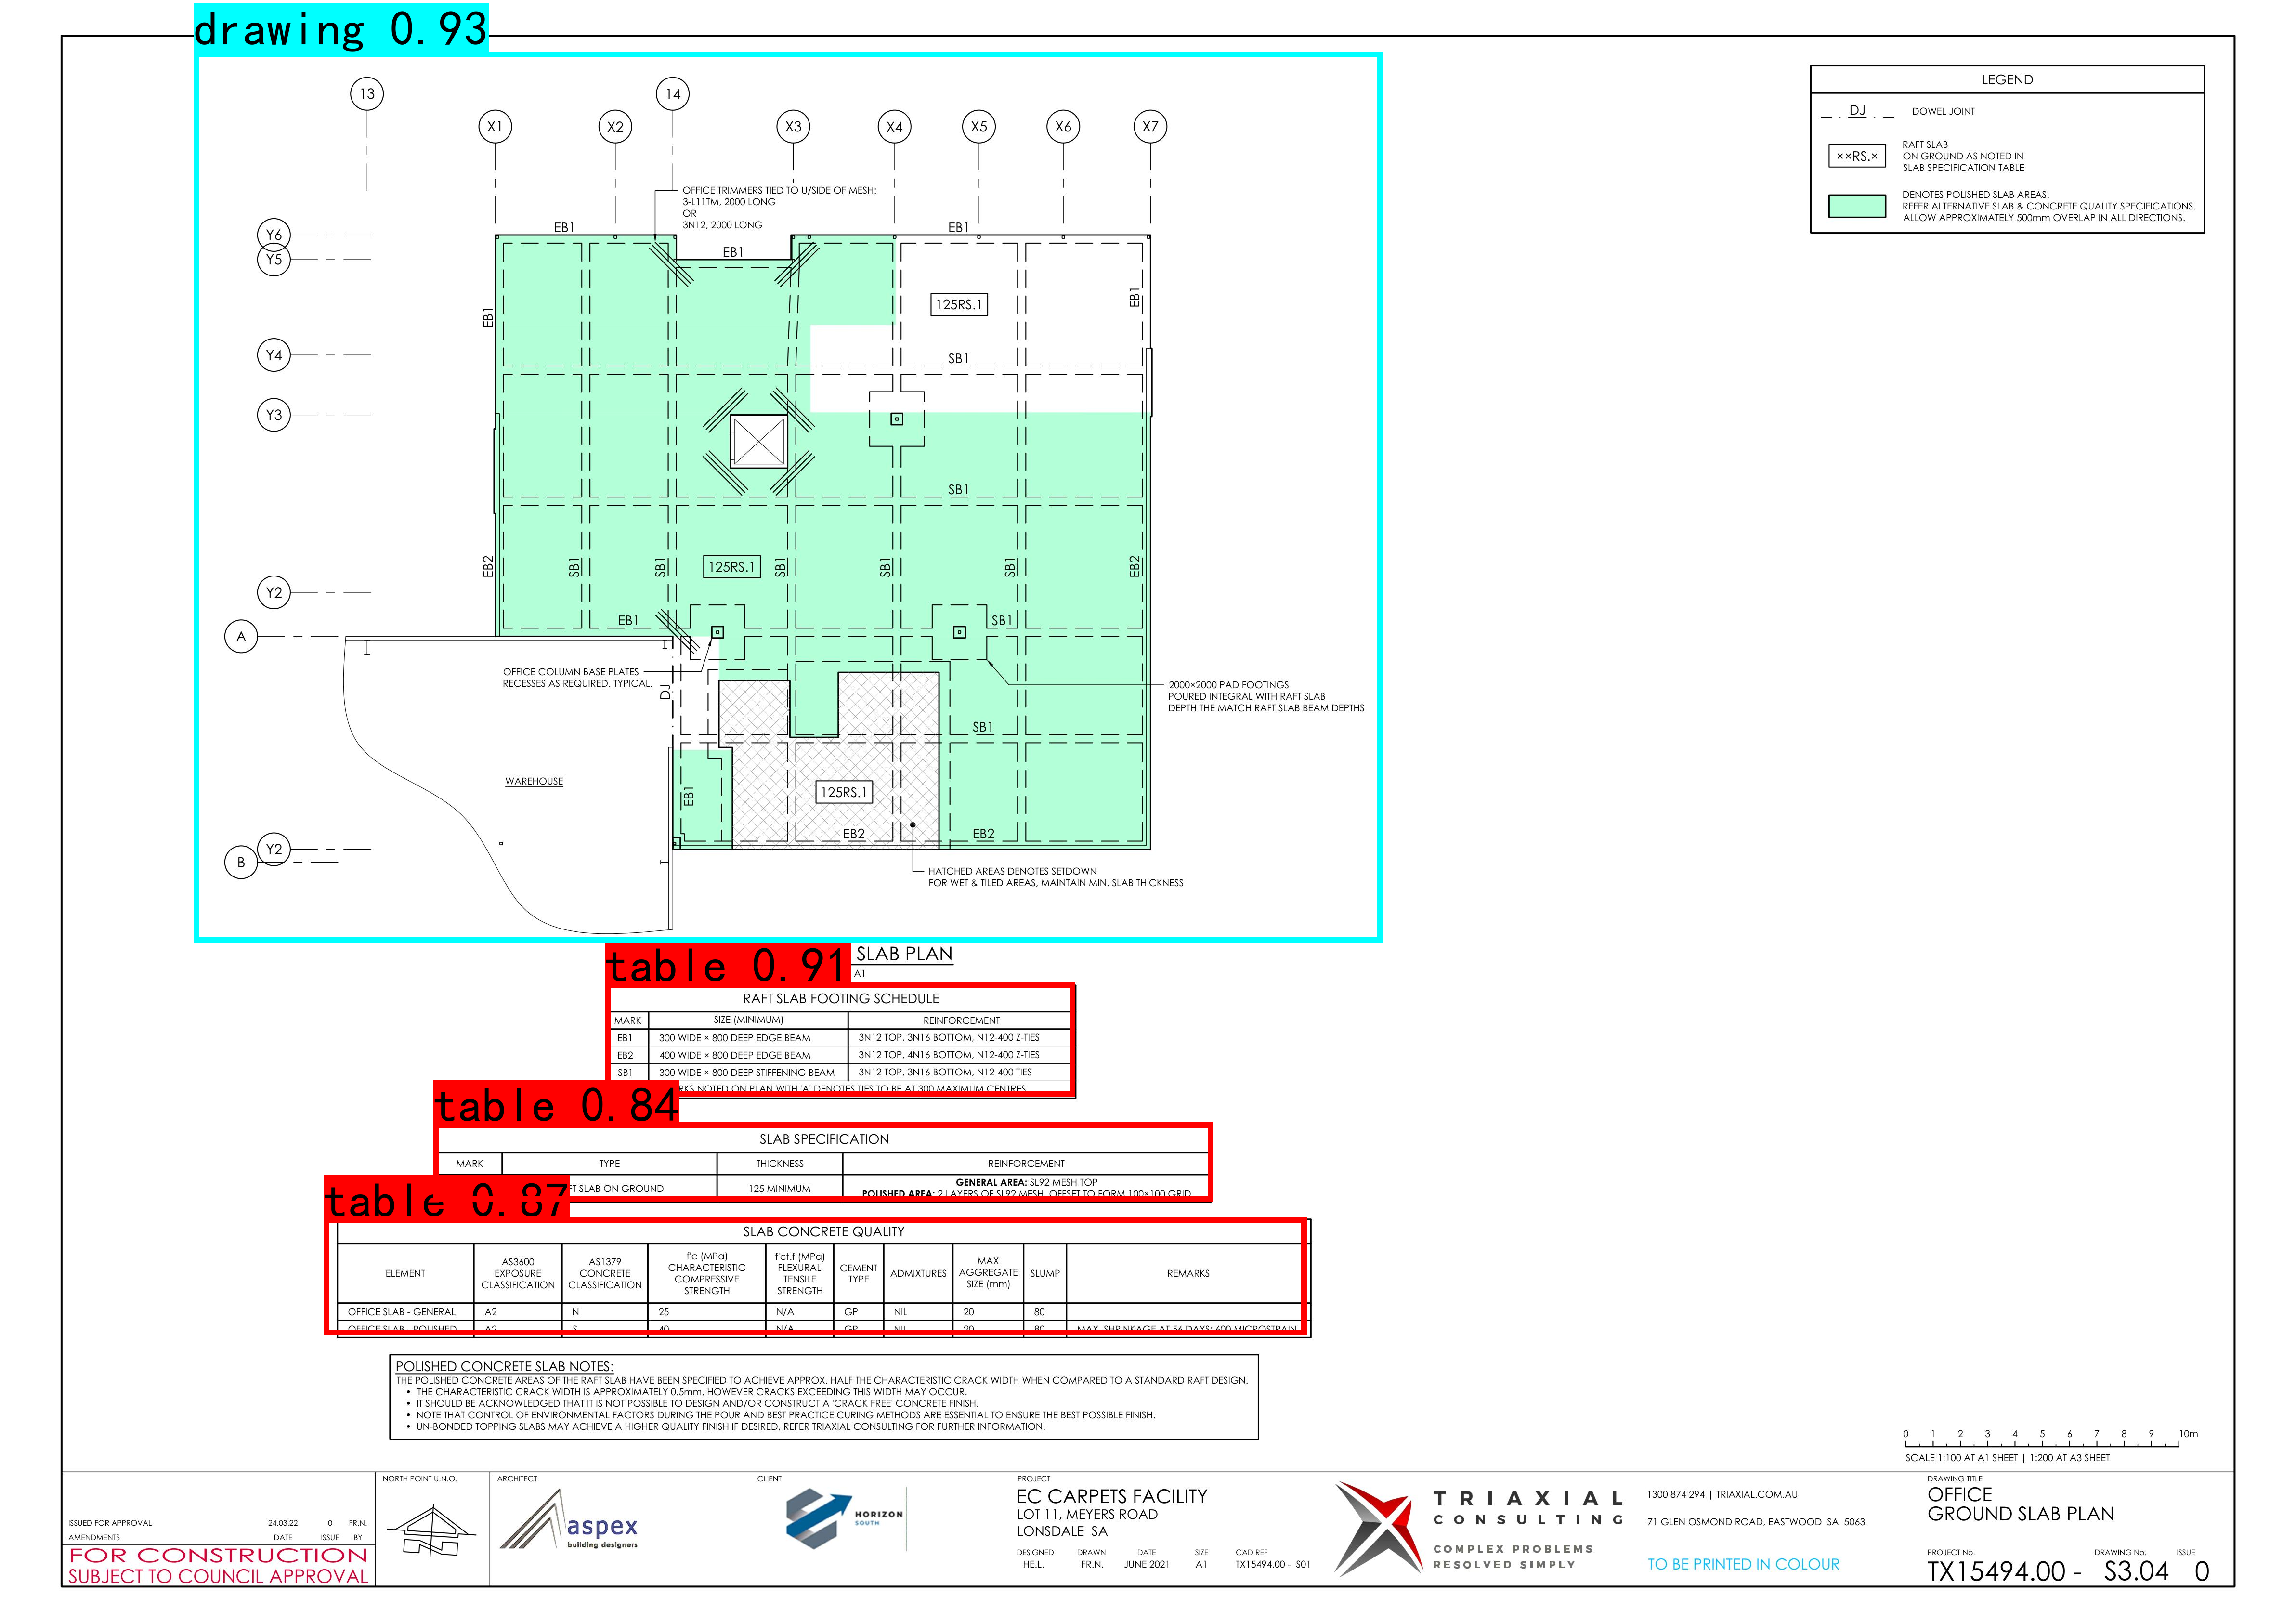 drawing 0.93
13
14
X1
X2
X3
X4
X5
X6
X7
LEGEND
DJ
DOWEL JOINT
××RS.×
RAFT SLAB
ON GROUND AS NOTED IN
SLAB SPECIFICATION TABLE
DENOTES POLISHED SLAB AREAS.
REFER ALTERNATIVE SLAB & CONCRETE QUALITY SPECIFICATIONS.
ALLOW APPROXIMATELY 500mm OVERLAP IN ALL DIRECTIONS.
OFFICE TRIMMERS TIED TO U/SIDE OF MESH:
3-L11TM, 2000 LONG
OR
3N12, 2000 LONG
Y6
Y5
Y4
Y3
Y2
A
Y2
B
EB1
EB1
EB1
EB1
EB1
125RS.1
SB1
SB1
EB2
SB1
SB1
125RS.1
SB1
SB1
SB1
EB2
EB1
SB1
OFFICE COLUMN BASE PLATES
RECESSES AS REQUIRED. TYPICAL.
DJ
2000×2000 PAD FOOTINGS
POURED INTEGRAL WITH RAFT SLAB
DEPTH THE MATCH RAFT SLAB BEAM DEPTHS
SB1
WAREHOUSE
EB1
125RS.1
EB2
EB2
HATCHED AREAS DENOTES SETDOWN
FOR WET & TILED AREAS, MAINTAIN MIN. SLAB THICKNESS
table 0.91
SLAB PLAN
A1
RAFT SLAB FOOTING SCHEDULE
MARK SIZE (MINIMUM) REINFORCEMENT
EB1 300 WIDE × 800 DEEP EDGE BEAM 3N12 TOP, 3N16 BOTTOM, N12-400 Z-TIES
EB2 400 WIDE × 800 DEEP EDGE BEAM 3N12 TOP, 4N16 BOTTOM, N12-400 Z-TIES
SB1 300 WIDE × 800 DEEP STIFFENING BEAM 3N12 TOP, 3N16 BOTTOM, N12-400 TIES
NOTED ON PLAN WITH 'A' DENOTES TIES TO BE AT 300 MAXIMUM CENTRES
table 0.84
SLAB SPECIFICATION
MARK TYPE THICKNESS REINFORCEMENT
SLAB ON GROUND 125 MINIMUM GENERAL AREA: SL92 MESH TOP
POLISHED AREA: 2 LAYERS OF SL92 MESH, OFFSET TO FORM 100×100 GRID
table 0.87
SLAB CONCRETE QUALITY
ELEMENT
AS3600
EXPOSURE
CLASSIFICATION
AS1379
CONCRETE
CLASSIFICATION
f'c (MPa)
CHARACTERISTIC
COMPRESSIVE
STRENGTH
f'ct.f (MPa)
FLEXURAL
TENSILE
STRENGTH
CEMENT
TYPE
ADMIXTURES
MAX
AGGREGATE
SIZE (mm)
SLUMP
REMARKS
OFFICE SLAB - GENERAL A2 N 25 N/A GP NIL 20 80
OFFICE SLAB - POLISHED A2 S 40 N/A GP NIL 20 80 MAX. SHRINKAGE AT 56 DAYS: 600 MICROSTRAIN
POLISHED CONCRETE SLAB NOTES:
THE POLISHED CONCRETE AREAS OF THE RAFT SLAB HAVE BEEN SPECIFIED TO ACHIEVE APPROX. HALF THE CHARACTERISTIC CRACK WIDTH WHEN COMPARED TO A STANDARD RAFT DESIGN.
• THE CHARACTERISTIC CRACK WIDTH IS APPROXIMATELY 0.5mm, HOWEVER CRACKS EXCEEDING THIS WIDTH MAY OCCUR.
• IT SHOULD BE ACKNOWLEDGED THAT IT IS NOT POSSIBLE TO DESIGN AND/OR CONSTRUCT A 'CRACK FREE' CONCRETE FINISH.
• NOTE THAT CONTROL OF ENVIRONMENTAL FACTORS DURING THE POUR AND BEST PRACTICE CURING METHODS ARE ESSENTIAL TO ENSURE THE BEST POSSIBLE FINISH.
• UN-BONDED TOPPING SLABS MAY ACHIEVE A HIGHER QUALITY FINISH IF DESIRED, REFER TRIAXIAL CONSULTING FOR FURTHER INFORMATION.
0 1 2 3 4 5 6 7 8 9 10m
SCALE 1:100 AT A1 SHEET | 1:200 AT A3 SHEET
ISSUED FOR APPROVAL 24.03.22 0 FR.N.
AMENDMENTS DATE ISSUE BY
FOR CONSTRUCTION
SUBJECT TO COUNCIL APPROVAL
NORTH POINT U.N.O.
ARCHITECT
aspex
building designers
CLIENT
HORIZON
SOUTH
PROJECT
EC CARPETS FACILITY
LOT 11, MEYERS ROAD
LONSDALE SA
DESIGNED DRAWN DATE SIZE CAD REF
HE.L. FR.N. JUNE 2021 A1 TX15494.00 - S01
TRIAXIAL
CONSULTING
COMPLEX PROBLEMS
RESOLVED SIMPLY
1300 874 294 | TRIAXIAL.COM.AU
71 GLEN OSMOND ROAD, EASTWOOD SA 5063
TO BE PRINTED IN COLOUR
DRAWING TITLE
OFFICE
GROUND SLAB PLAN
PROJECT No. DRAWING No. ISSUE
TX15494.00 - S3.04 0